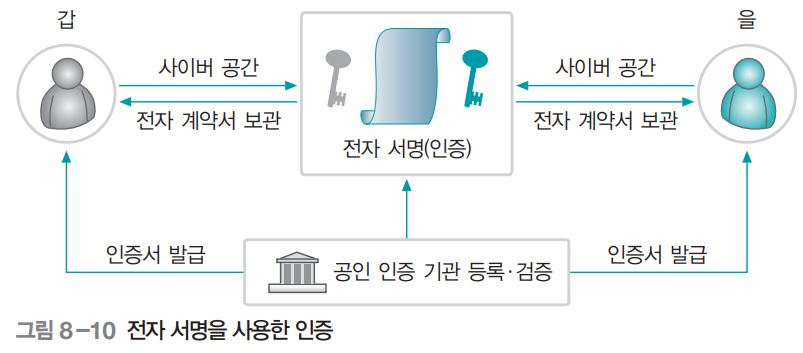 갑
을
사이버 공간
전자 계약서 보관
전자 서명(인증)
사이버 공간
전자 계약서 보관
인증서 발급
공인 인증 기관 등록·검증
인증서 발급
그림 8-10 전자 서명을 사용한 인증